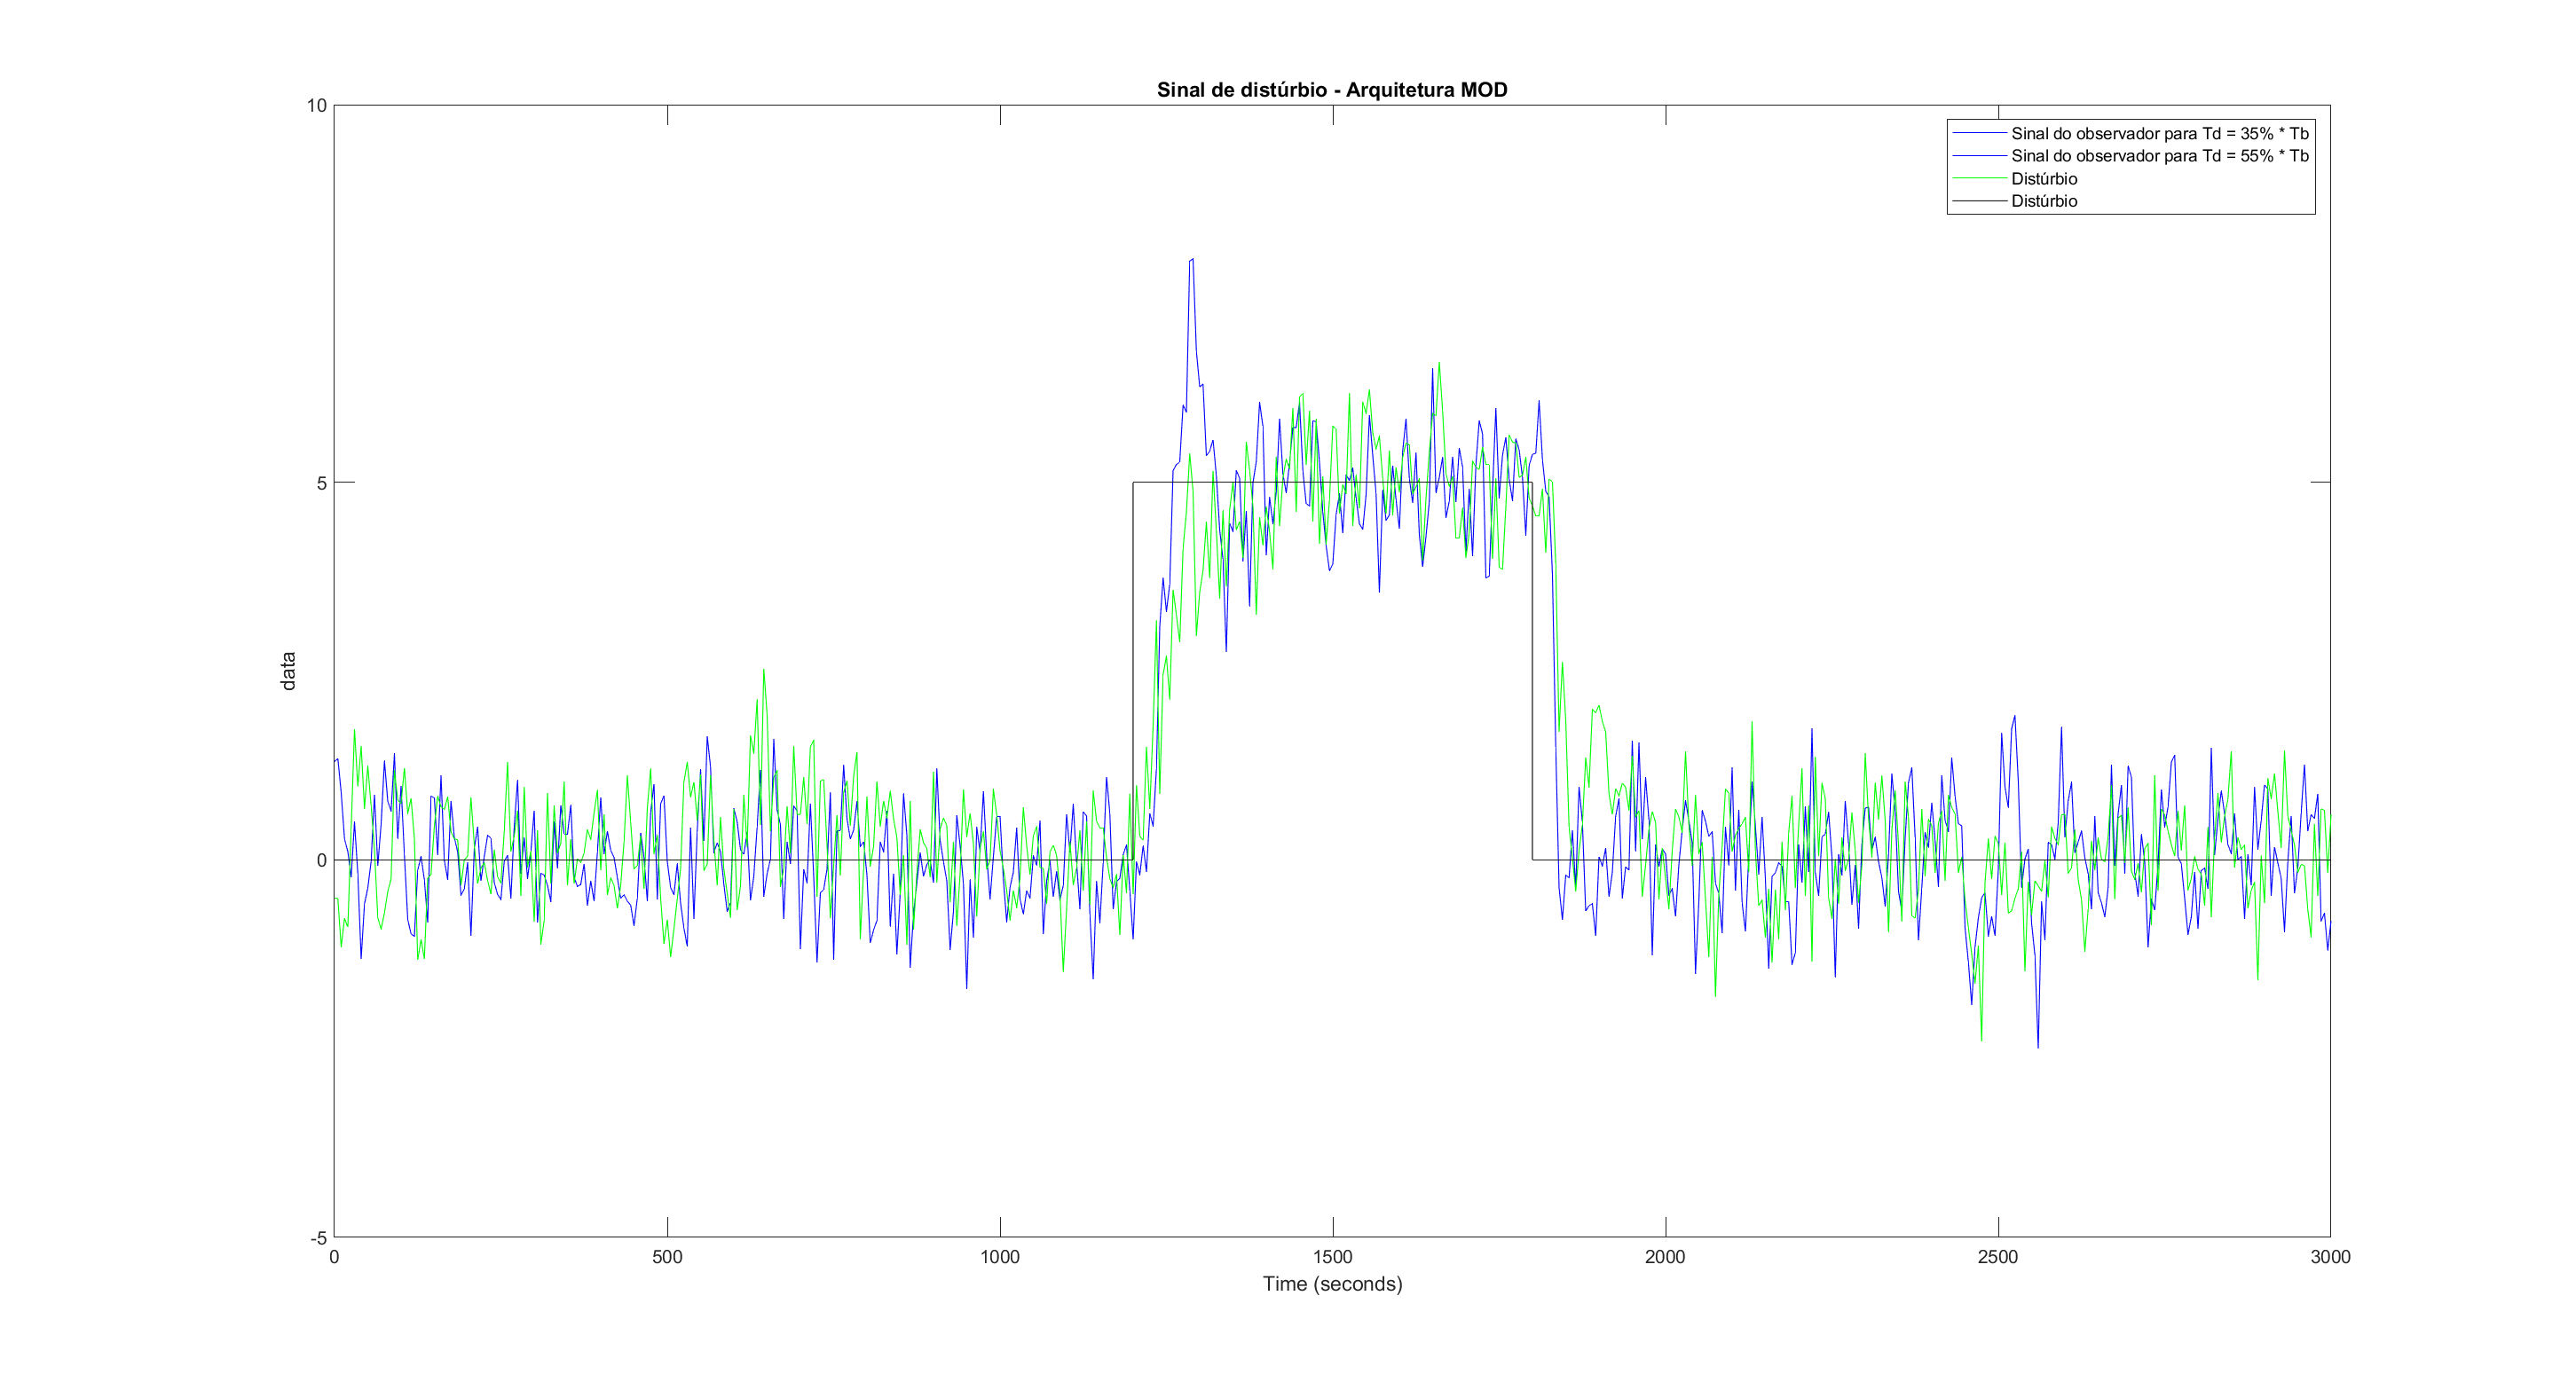 Sinal de distúrbio - Arquitetura MOD
10
5
0
-5
data
Sinal do observador para Td = 35% * Tb
Sinal do observador para Td = 55% * Tb
Distúrbio
Distúrbio
0 500 1000 1500 2000 2500 3000
Time (seconds)